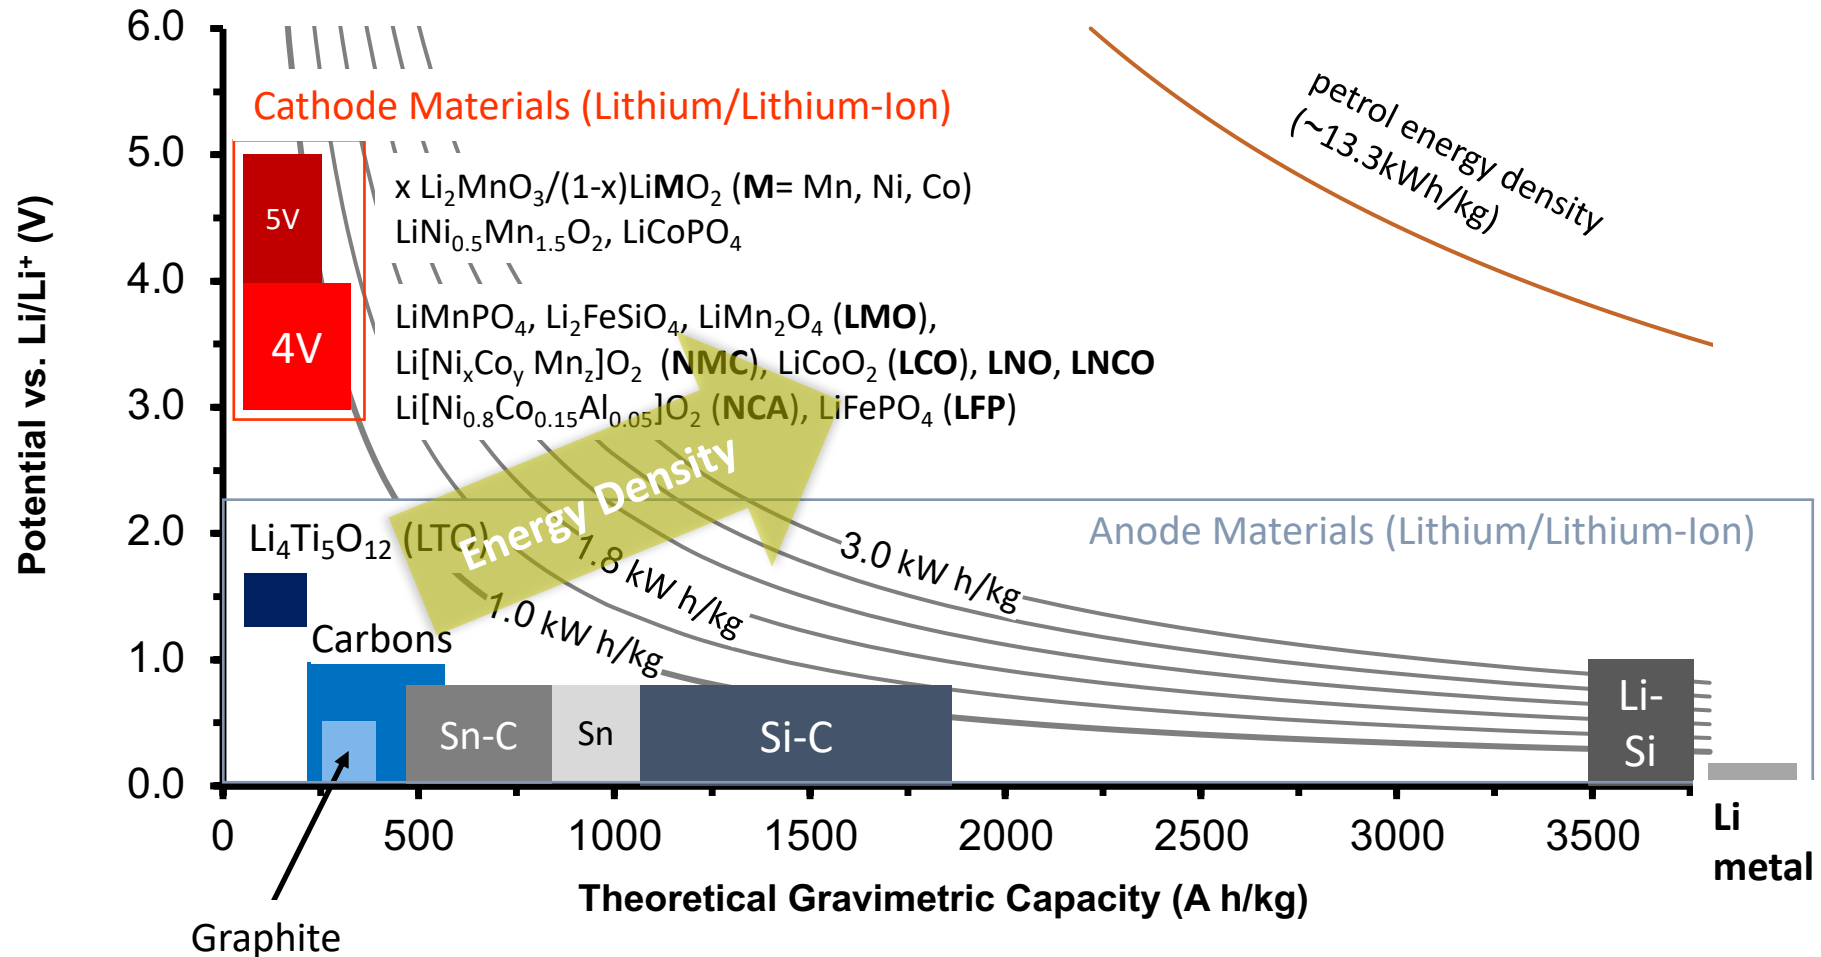 6.0
5.0
4.0
3.0
2.0
1.0
0.0
Potential vs. Li/Li⁺ (V)
Cathode Materials (Lithium/Lithium-Ion)
petrol energy density
(~13.3kWh/kg)
5V
x Li₂MnO₃/(1-x)LiMO₂ (M= Mn, Ni, Co)
LiNi₀.₅Mn₁.₅O₂, LiCoPO₄
4V
LiMnPO₄, Li₂FeSiO₄, LiMn₂O₄ (LMO),
Li[NiₓCoᵧ Mn_z]O₂ (NMC), LiCoO₂ (LCO), LNO, LNCO
Li[Ni₀.₈Co₀.₁₅Al₀.₀₅]O₂ (NCA), LiFePO₄ (LFP)
Energy Density
Li₄Ti₅O₁₂ (LTO)
Anode Materials (Lithium/Lithium-Ion)
3.0 kW h/kg
1.8 kW h/kg
1.0 kW h/kg
Carbons
Sn-C
Sn
Si-C
Li-
Si
0 500 1000 1500 2000 2500 3000 3500
Li
metal
Theoretical Gravimetric Capacity (A h/kg)
Graphite